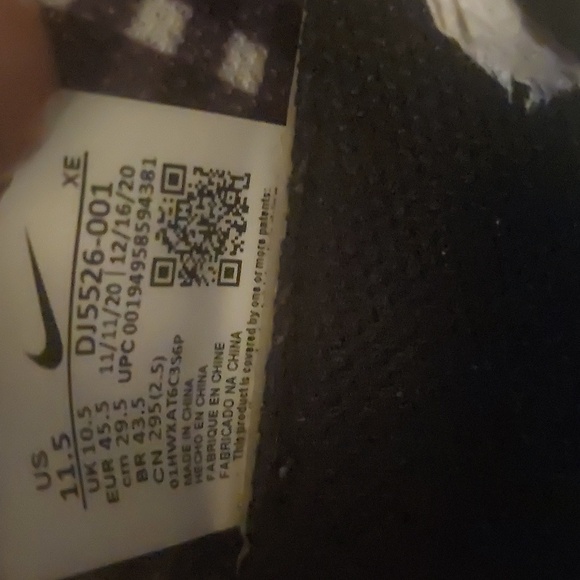 US
11.5
UK 10.5
EUR 45.5
cm 29.5
BR 43.5
CN 295(2.5)
XE
DJ5526-001
11/11/20 | 12/16/20
UPC 00194958594381
01HWXAT6C3S6P
MADE IN CHINA
HECHO EN CHINA
FABRIQUE EN CHINE
FABRICADO NA CHINA
This product is covered by one or more patents: